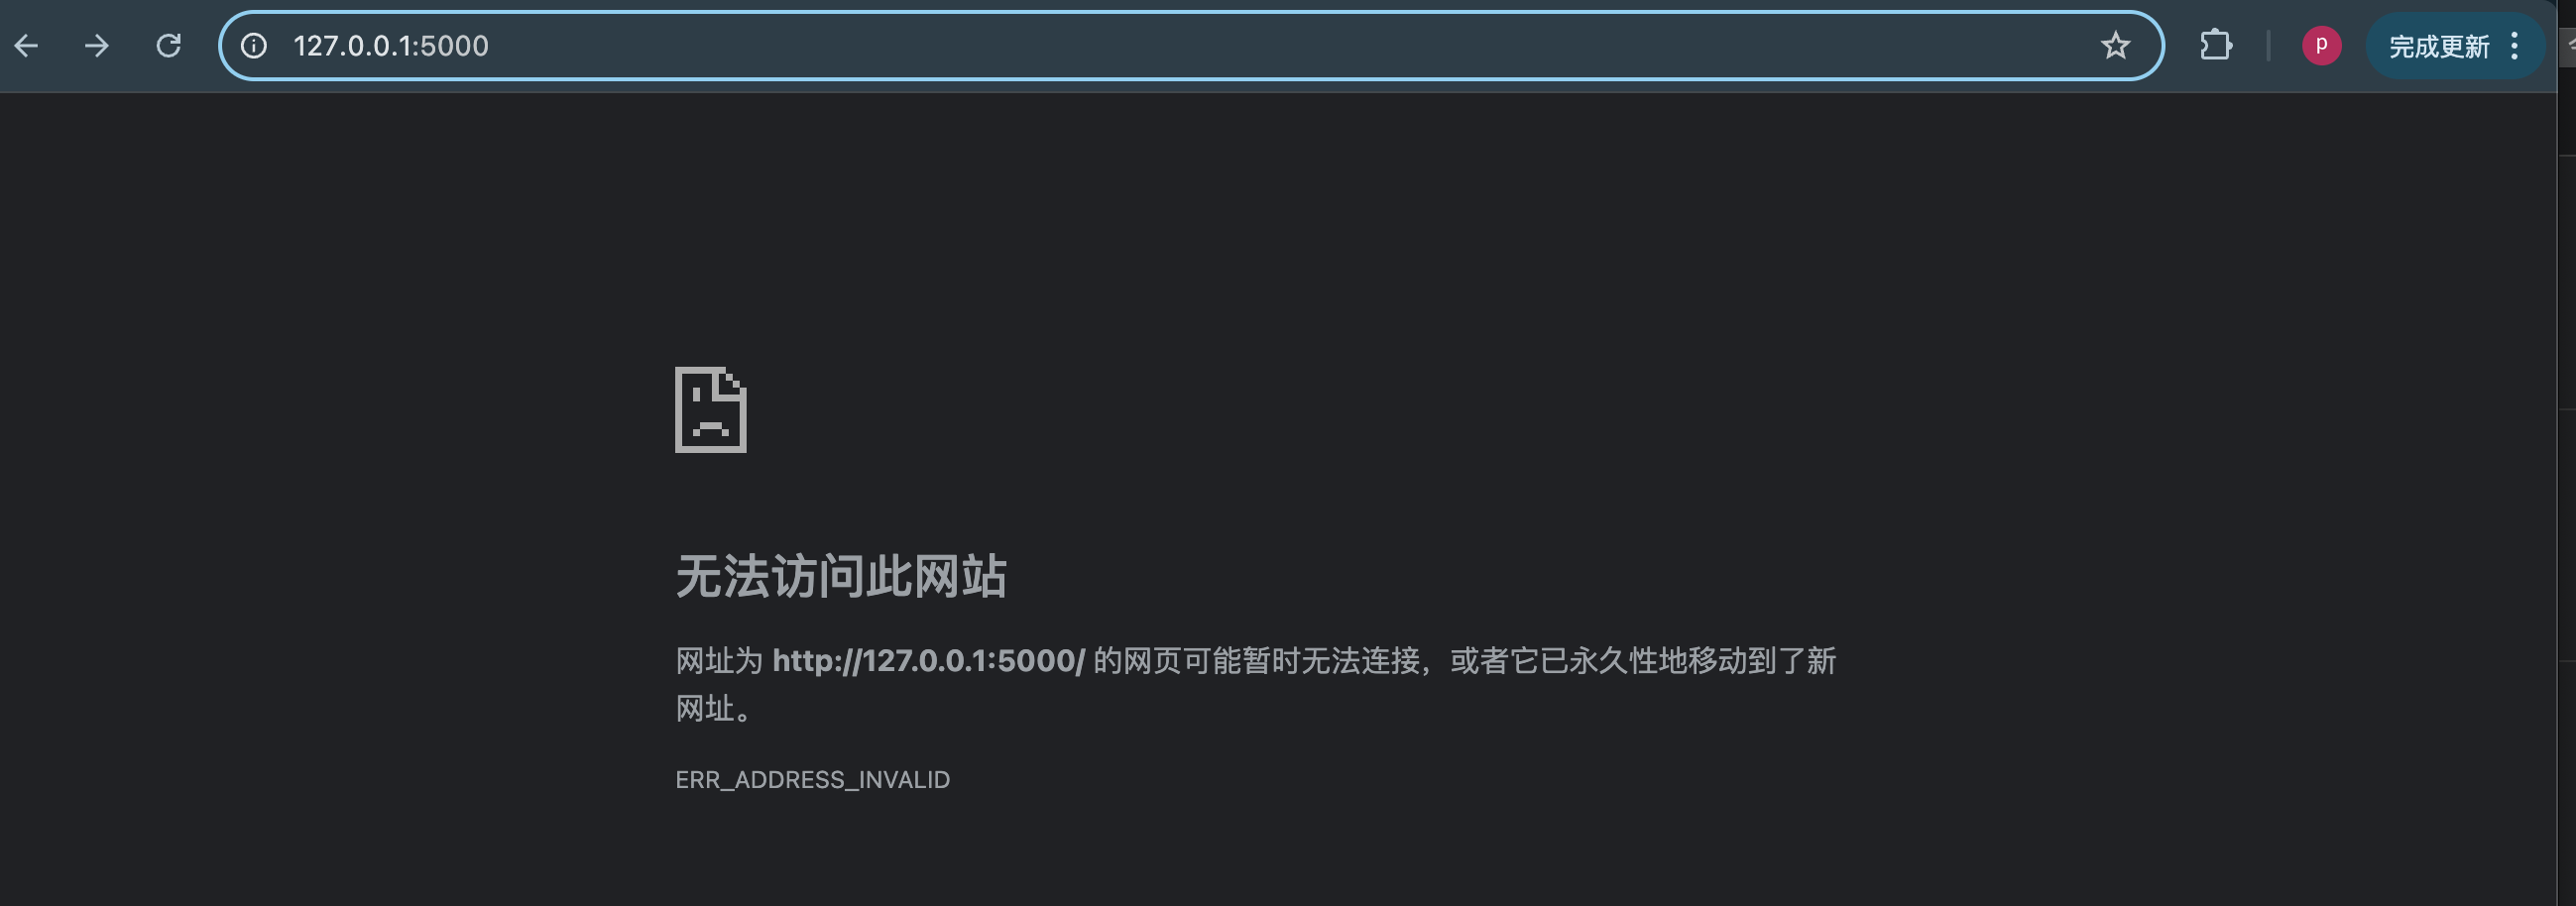 127.0.0.1:5000
p
完成更新
无法访问此网站
网址为 http://127.0.0.1:5000/ 的网页可能暂时无法连接，或者它已永久性地移动到了新
网址。
ERR_ADDRESS_INVALID